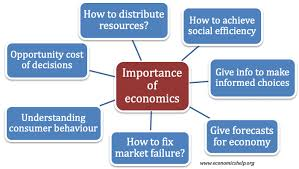 How to distribute
resources?
How to achieve
social efficiency
Opportunity cost
of decisions
Importance
of
economics
Give info to make
informed choices
Understanding
consumer behaviour
How to fix
market failure?
Give forecasts for
economy
www.economicshelp.org